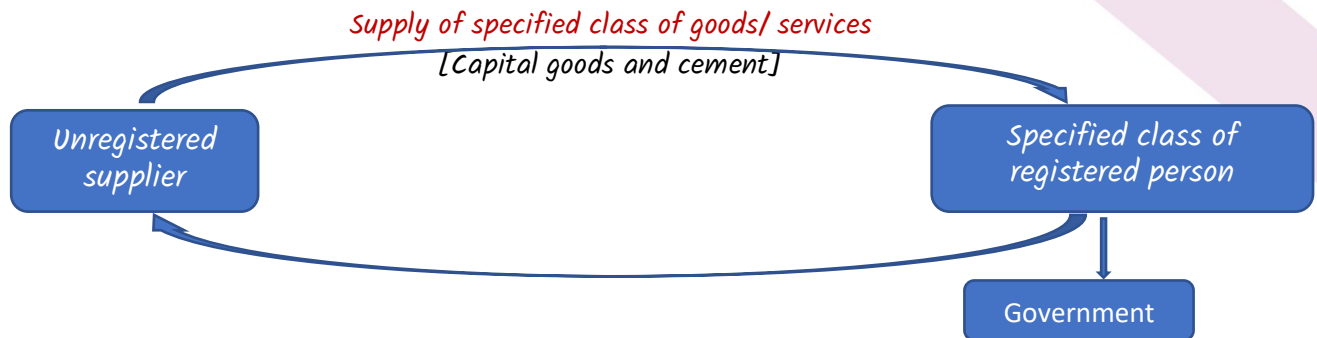 Supply of specified class of goods/ services
[Capital goods and cement]
Unregistered
supplier
Specified class of
registered person
Government